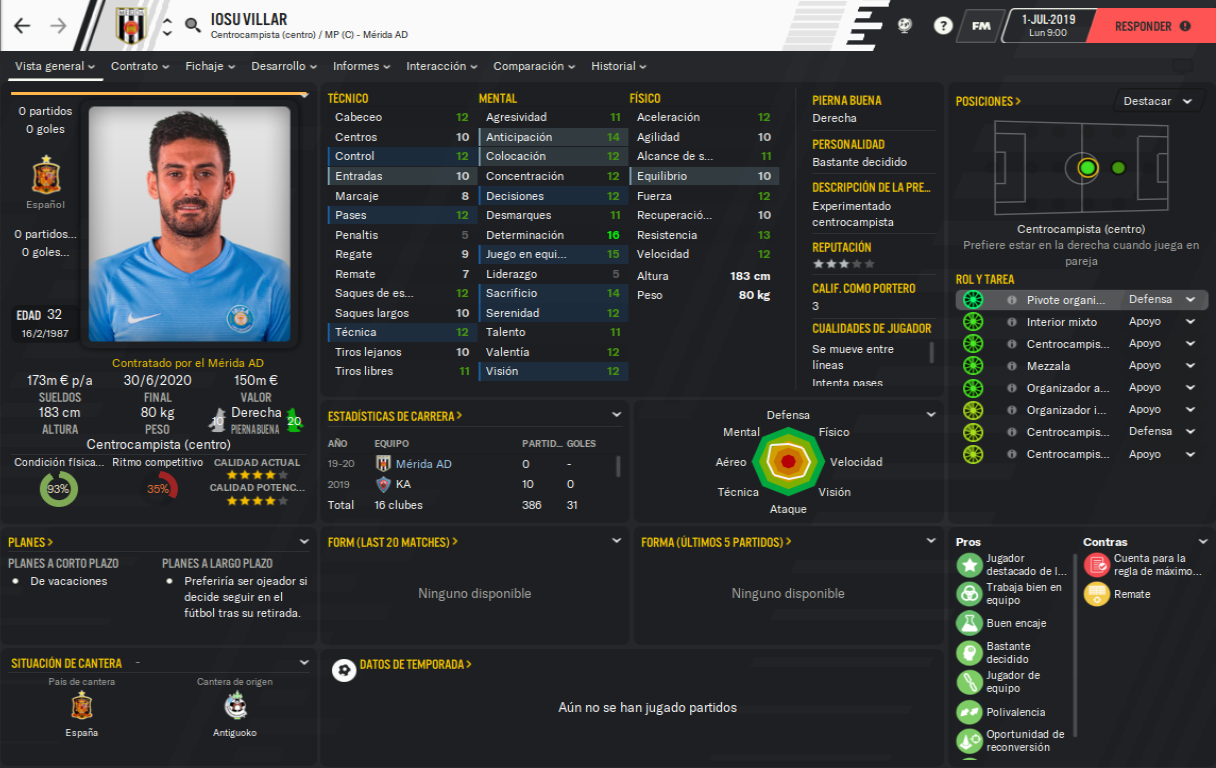 IOSU VILLAR
Centrocampista (centro) / MP (C) - Mérida AD
?
FM
1-JUL-2019
Lun 9:00
RESPONDER
Vista general
Contrato
Fichaje
Desarrollo
Informes
Interacción
Comparación
Historial
0 partidos
0 goles
Español
0 partidos...
0 goles...
EDAD 32
16/2/1987
Contratado por el Mérida AD
173m € p/a
SUELDOS
30/6/2020
FINAL
150m €
VALOR
183 cm
ALTURA
80 kg
PESO
10
Derecha
PIERNA BUENA
20
Centrocampista (centro)
Condición física...
93%
Ritmo competitivo
35%
CALIDAD ACTUAL
CALIDAD POTENC...
TÉCNICO
Cabeceo 12
Centros 10
Control 12
Entradas 10
Marcaje 8
Pases 12
Penaltis 5
Regate 9
Remate 7
Saques de es... 12
Saques largos 10
Técnica 12
Tiros lejanos 10
Tiros libres 11
MENTAL
Agresividad 11
Anticipación 14
Colocación 12
Concentración 12
Decisiones 12
Desmarques 11
Determinación 16
Juego en equi... 15
Liderazgo 5
Sacrificio 14
Serenidad 12
Talento 11
Valentía 12
Visión 12
FÍSICO
Aceleración 12
Agilidad 10
Alcance de s... 11
Equilibrio 10
Fuerza 12
Recuperació... 10
Resistencia 13
Velocidad 12
Altura 183 cm
Peso 80 kg
PIERNA BUENA
Derecha
PERSONALIDAD
Bastante decidido
DESCRIPCIÓN DE LA PRE...
Experimentado
centrocampista
REPUTACIÓN
CALIF. COMO PORTERO
3
CUALIDADES DE JUGADOR
Se mueve entre
líneas
Intenta pases
POSICIONES >
Destacar
Centrocampista (centro)
Prefiere estar en la derecha cuando juega en
pareja
ROL Y TAREA
Pivote organi... Defensa
Interior mixto Apoyo
Centrocampis... Apoyo
Mezzala Apoyo
Organizador a... Apoyo
Organizador i... Apoyo
Centrocampis... Defensa
Centrocampis... Apoyo
ESTADÍSTICAS DE CARRERA >
AÑO EQUIPO PARTID... GOLES
19-20 Mérida AD 0 -
2019 KA 10 0
Total 16 clubes 386 31
Defensa
Mental
Físico
Aéreo
Velocidad
Técnica
Visión
Ataque
PLANES >
PLANES A CORTO PLAZO
De vacaciones
PLANES A LARGO PLAZO
Preferiría ser ojeador si
decide seguir en el
fútbol tras su retirada.
FORM (LAST 20 MATCHES) >
Ninguno disponible
FORMA (ÚLTIMOS 5 PARTIDOS) >
Ninguno disponible
Pros
Jugador
destacado de l...
Trabaja bien en
equipo
Buen encaje
Bastante
decidido
Jugador de
equipo
Polivalencia
Oportunidad de
reconversión
Contras
Cuenta para la
regla de máximo...
Remate
SITUACIÓN DE CANTERA -
País de cantera
España
Cantera de origen
Antiguoko
DATOS DE TEMPORADA >
Aún no se han jugado partidos